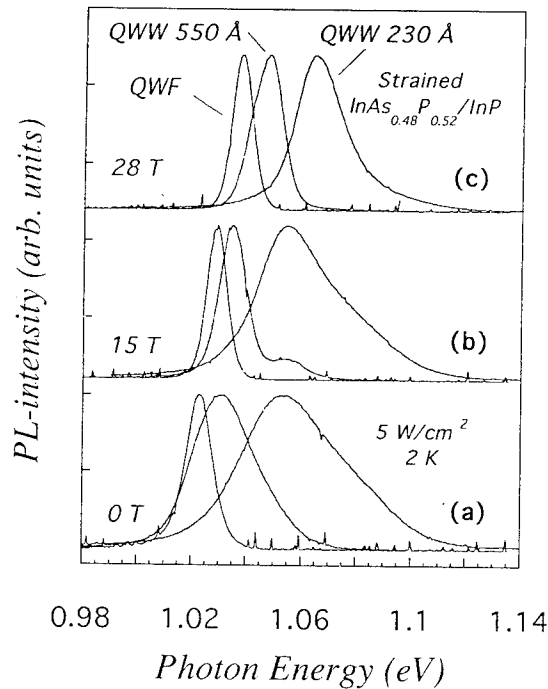 QWW 550 Å QWW 230 Å
QWF
Strained
InAs0.48P0.52/InP
28 T
(c)
15 T
(b)
5 W/cm2
2 K
0 T
(a)
PL-intensity (arb. units)
0.98 1.02 1.06 1.1 1.14
Photon Energy (eV)